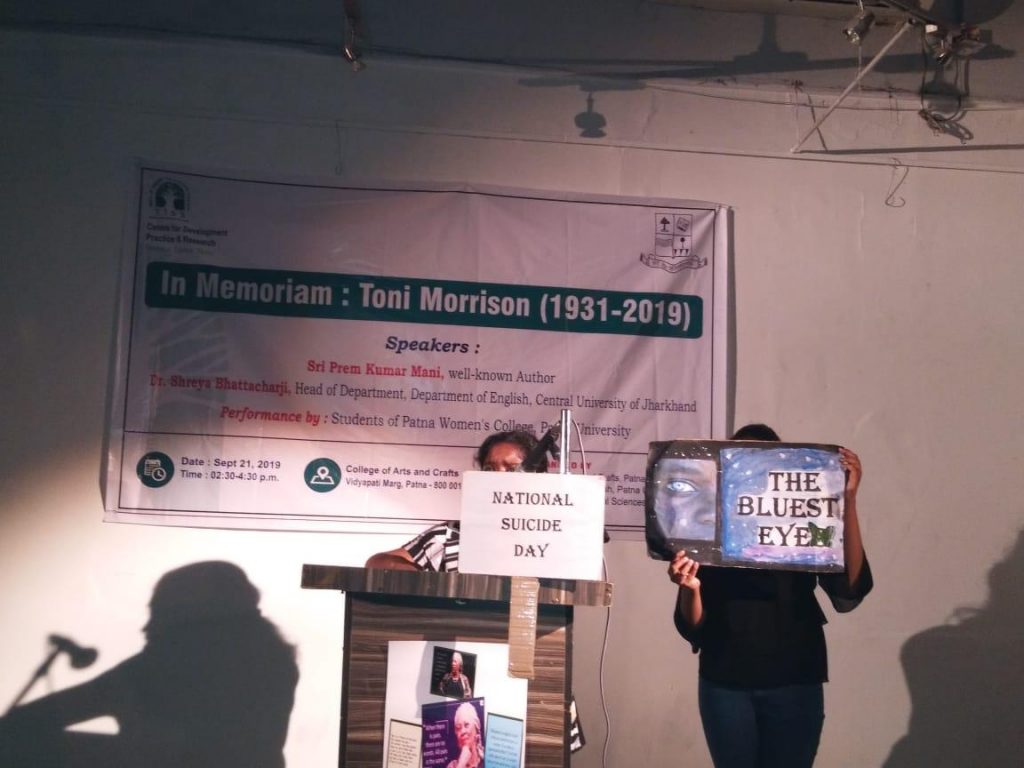 Centre for Development
Practice & Research
In Memoriam : Toni Morrison (1931-2019)
Speakers :
Sri Prem Kumar Mani, well-known Author
Dr. Shreya Bhattacharji, Head of Department, Department of English, Central University of Jharkhand
Performance by : Students of Patna Women's College, University
Date : Sept 21, 2019
Time : 02:30-4:30 p.m.
College of Arts and Crafts
Vidyapati Marg, Patna - 800 001
BY
Patna
Patna
Sciences
NATIONAL
SUICIDE
DAY
THE
BLUEST
EYE